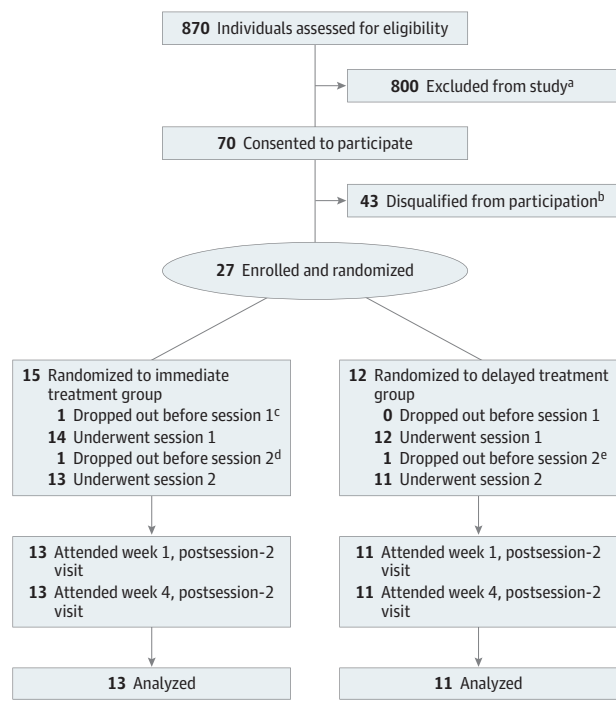 870 Individuals assessed for eligibility
800 Excluded from studyᵃ
70 Consented to participate
43 Disqualified from participationᵇ
27 Enrolled and randomized
15 Randomized to immediate
treatment group
1 Dropped out before session 1ᶜ
14 Underwent session 1
1 Dropped out before session 2ᵈ
13 Underwent session 2
12 Randomized to delayed treatment
group
0 Dropped out before session 1
12 Underwent session 1
1 Dropped out before session 2ᵉ
11 Underwent session 2
13 Attended week 1, postsession-2
visit
13 Attended week 4, postsession-2
visit
11 Attended week 1, postsession-2
visit
11 Attended week 4, postsession-2
visit
13 Analyzed
11 Analyzed